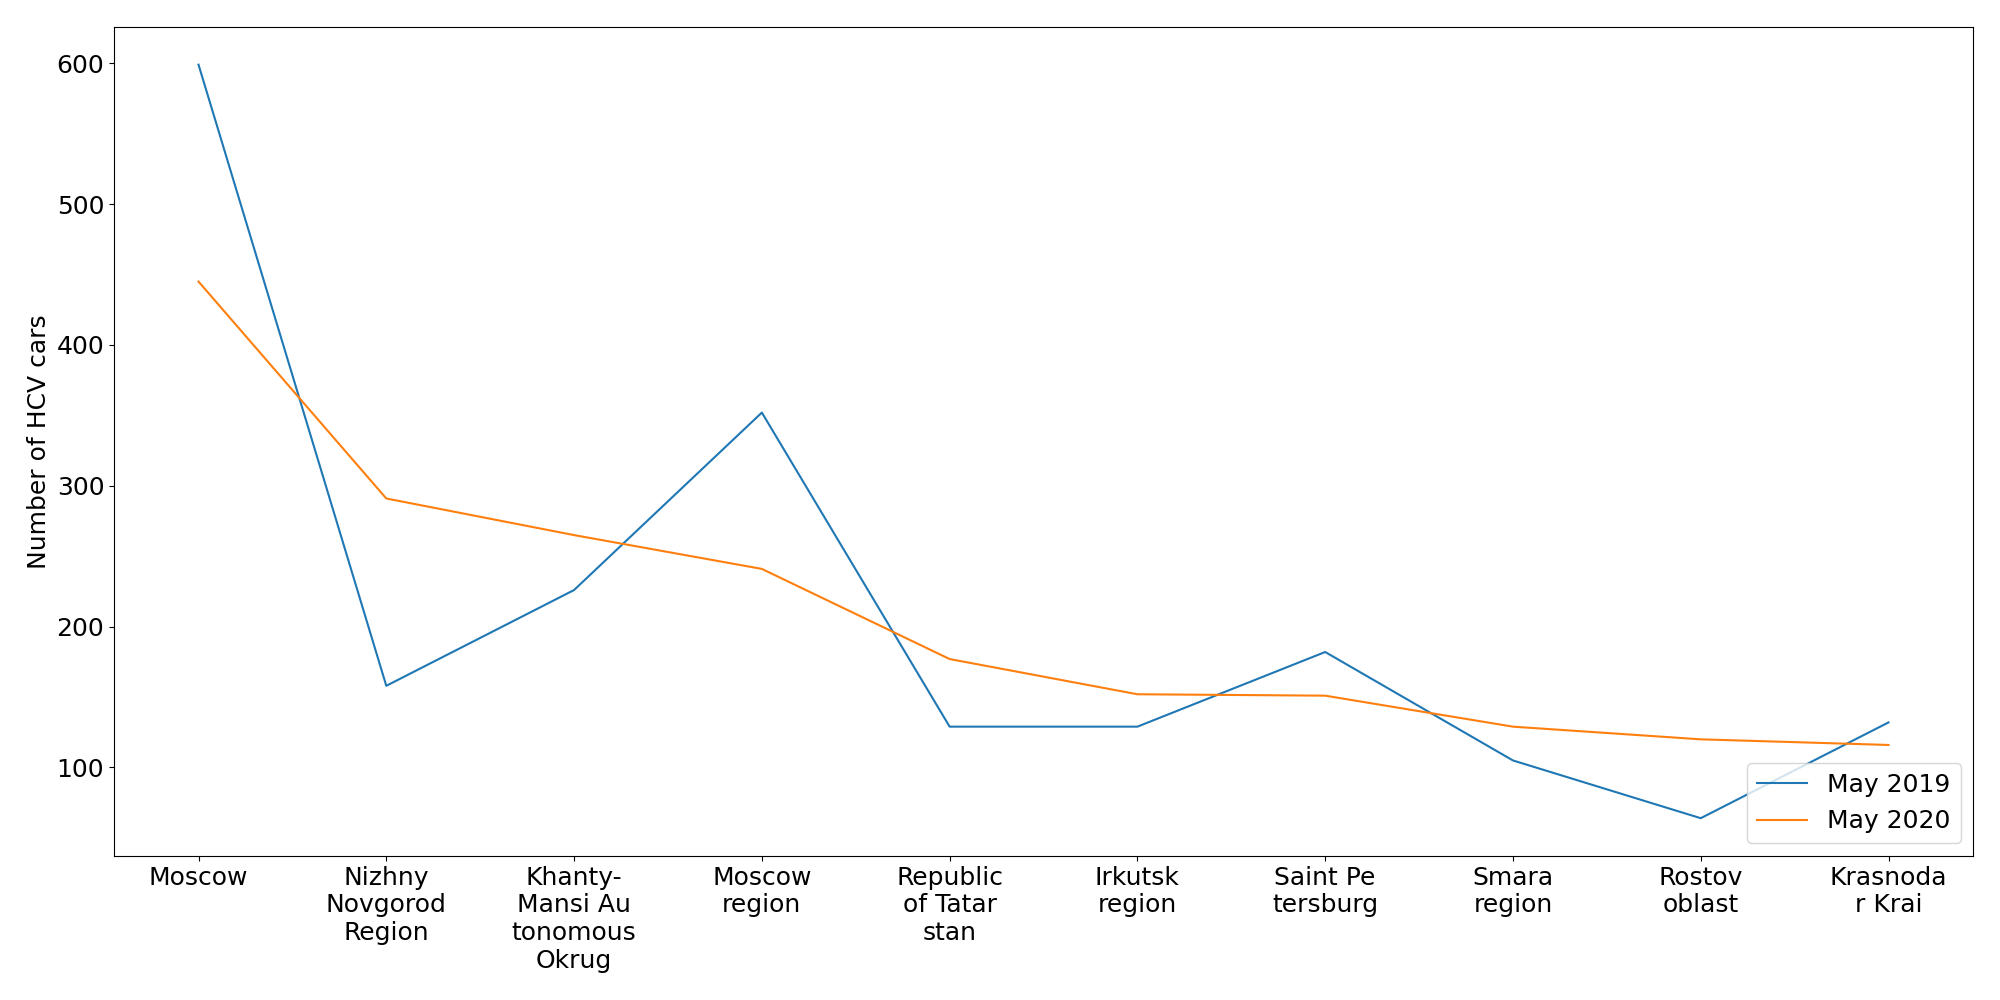 Number of HCV cars
600
500
400
300
200
100
Moscow
Nizhny
Novgorod
Region
Khanty-
Mansi Au
tonomous
Okrug
Moscow
region
Republic
of Tatar
stan
Irkutsk
region
Saint Pe
tersburg
Smara
region
Rostov
oblast
Krasnoda
r Krai
May 2019
May 2020